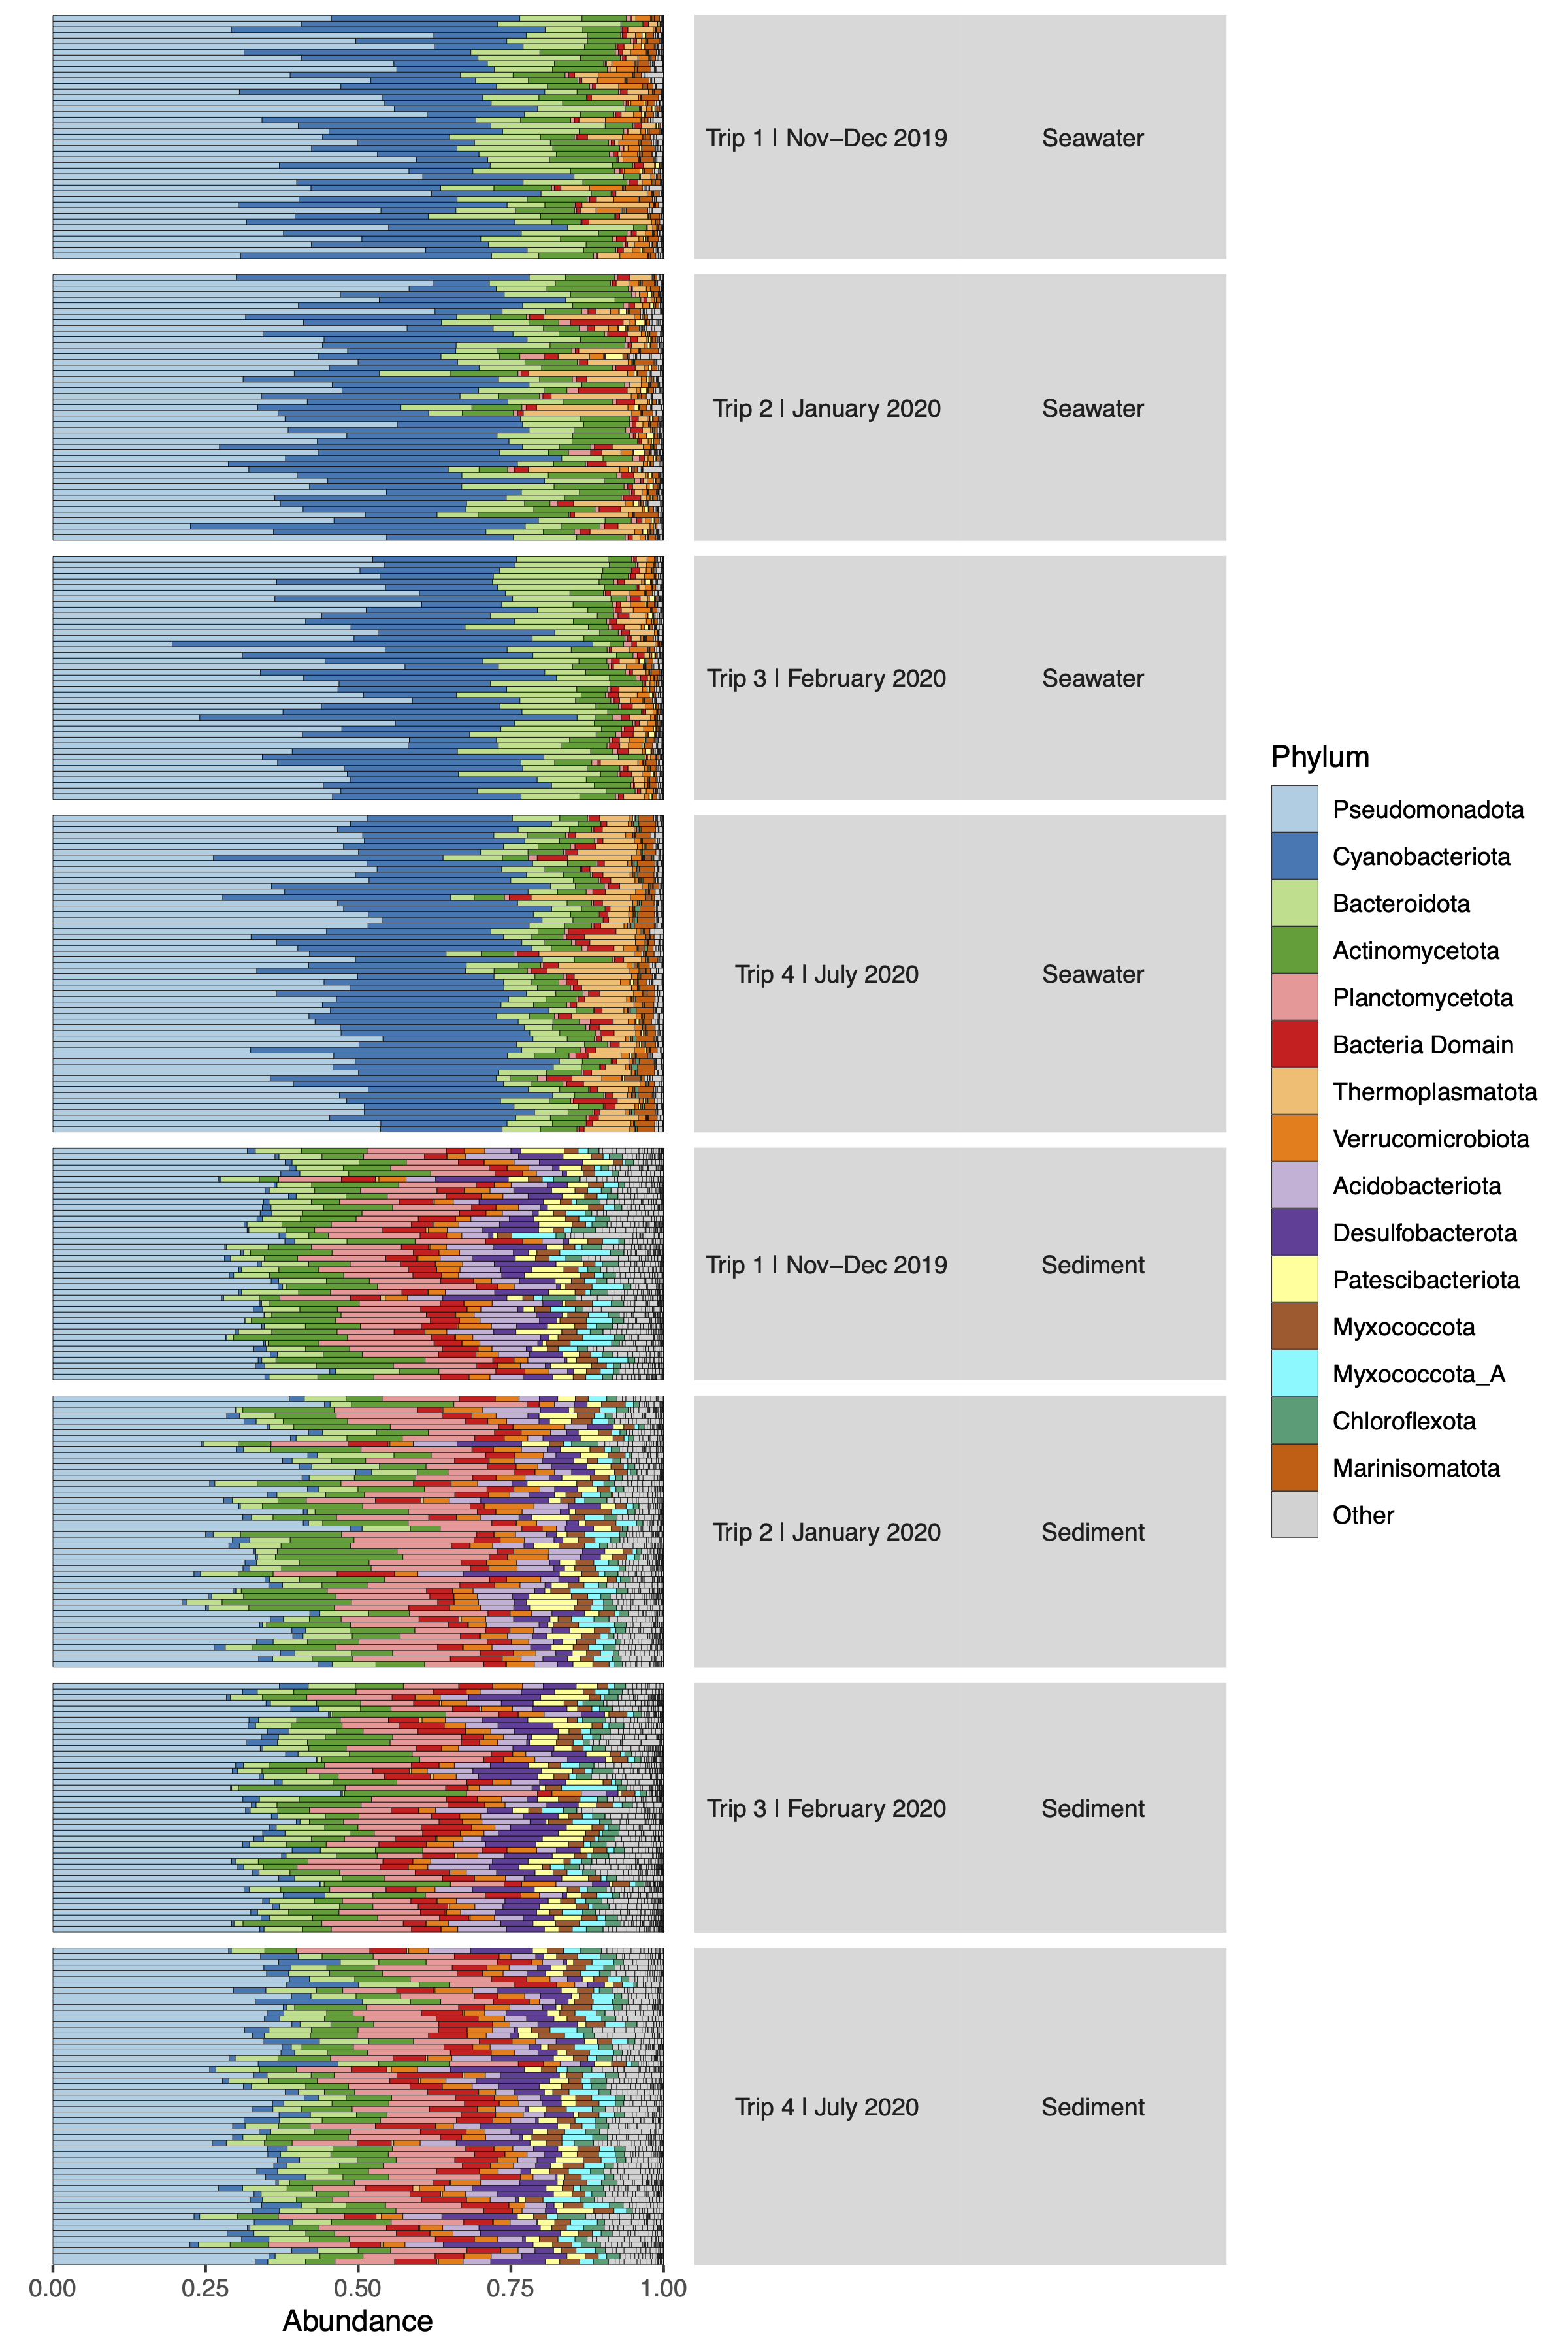 Trip 1 | Nov–Dec 2019 Seawater
Trip 2 | January 2020 Seawater
Trip 3 | February 2020 Seawater
Trip 4 | July 2020 Seawater
Trip 1 | Nov–Dec 2019 Sediment
Trip 2 | January 2020 Sediment
Trip 3 | February 2020 Sediment
Trip 4 | July 2020 Sediment
0.00 0.25 0.50 0.75 1.00
Abundance
Phylum
Pseudomonadota
Cyanobacteriota
Bacteroidota
Actinomycetota
Planctomycetota
Bacteria Domain
Thermoplasmatota
Verrucomicrobiota
Acidobacteriota
Desulfobacterota
Patescibacteriota
Myxococcota
Myxococcota_A
Chloroflexota
Marinisomatota
Other